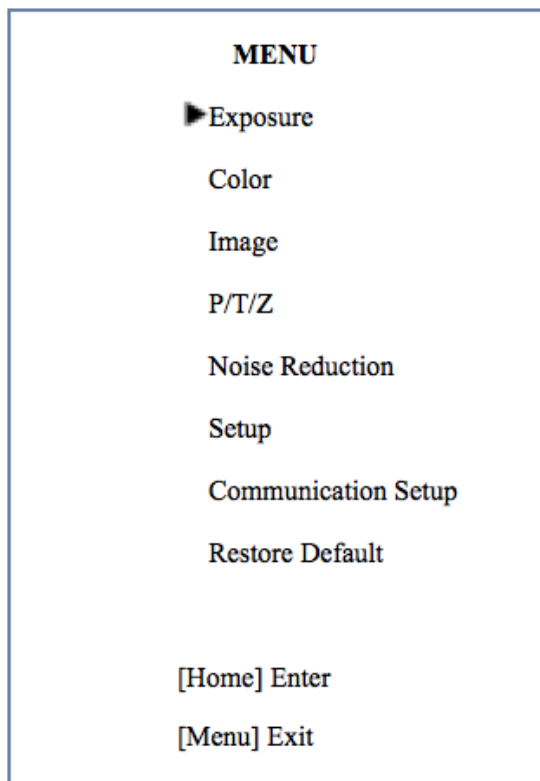 MENU
Exposure
Color
Image
P/T/Z
Noise Reduction
Setup
Communication Setup
Restore Default
[Home] Enter
[Menu] Exit